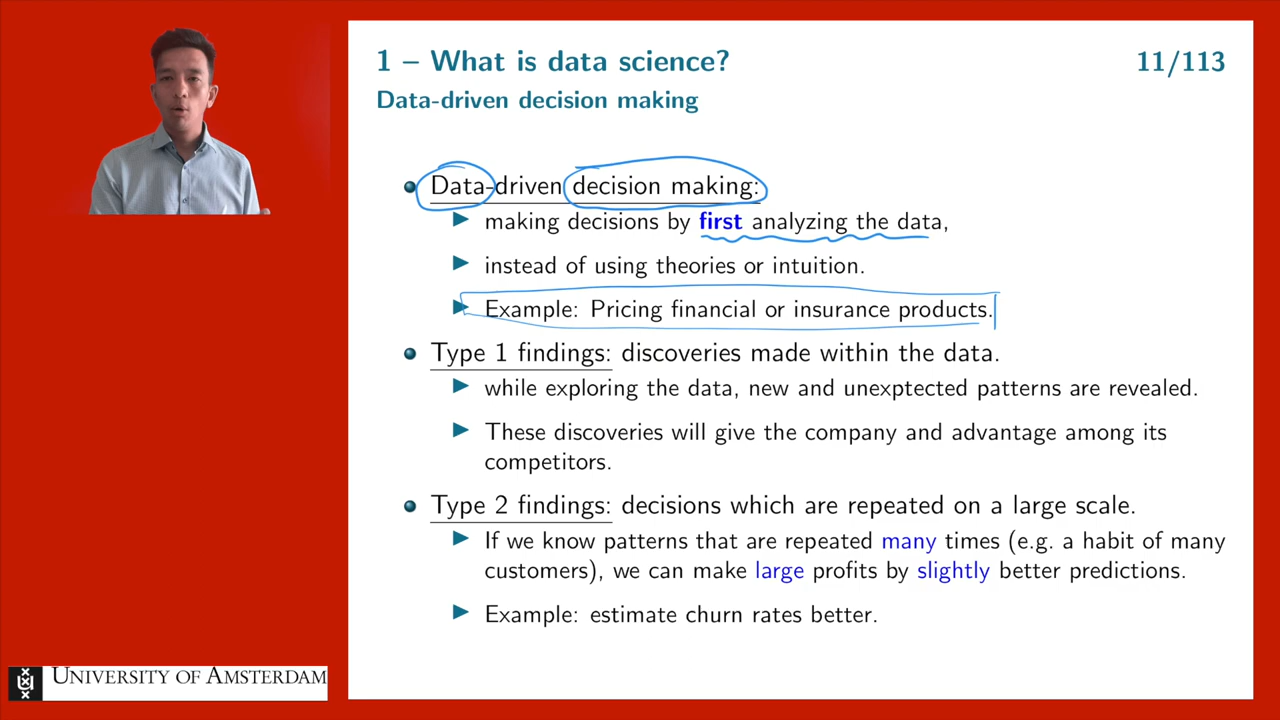 1 – What is data science?
11/113
Data-driven decision making
Data-driven decision making:
making decisions by first analyzing the data,
instead of using theories or intuition.
Example: Pricing financial or insurance products.
Type 1 findings: discoveries made within the data.
while exploring the data, new and unexptected patterns are revealed.
These discoveries will give the company and advantage among its
competitors.
Type 2 findings: decisions which are repeated on a large scale.
If we know patterns that are repeated many times (e.g. a habit of many
customers), we can make large profits by slightly better predictions.
Example: estimate churn rates better.
UNIVERSITY OF AMSTERDAM